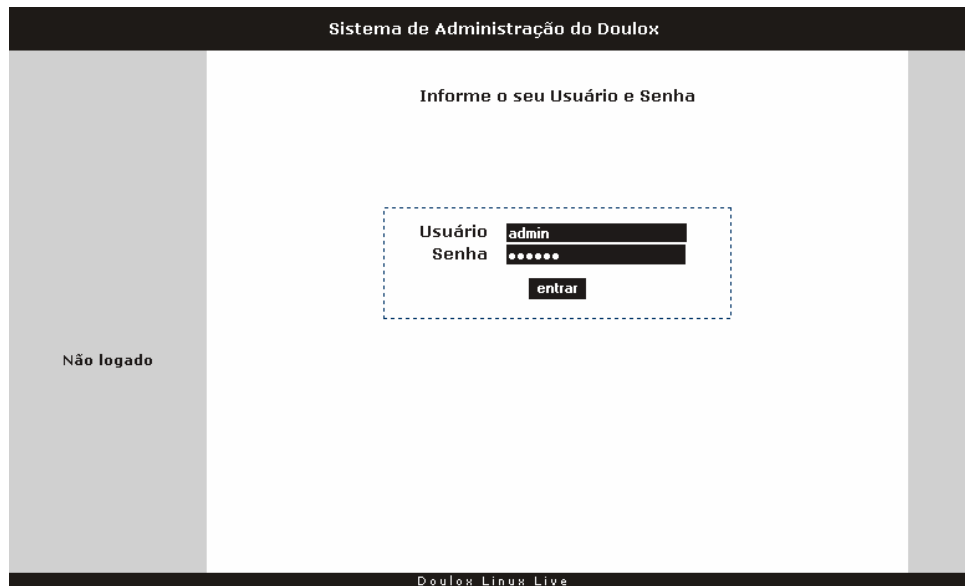 Sistema de Administração do Doulox
Informe o seu Usuário e Senha
Usuário admin
Senha ●●●●●●
entrar
Não logado
Doulox Linux Live